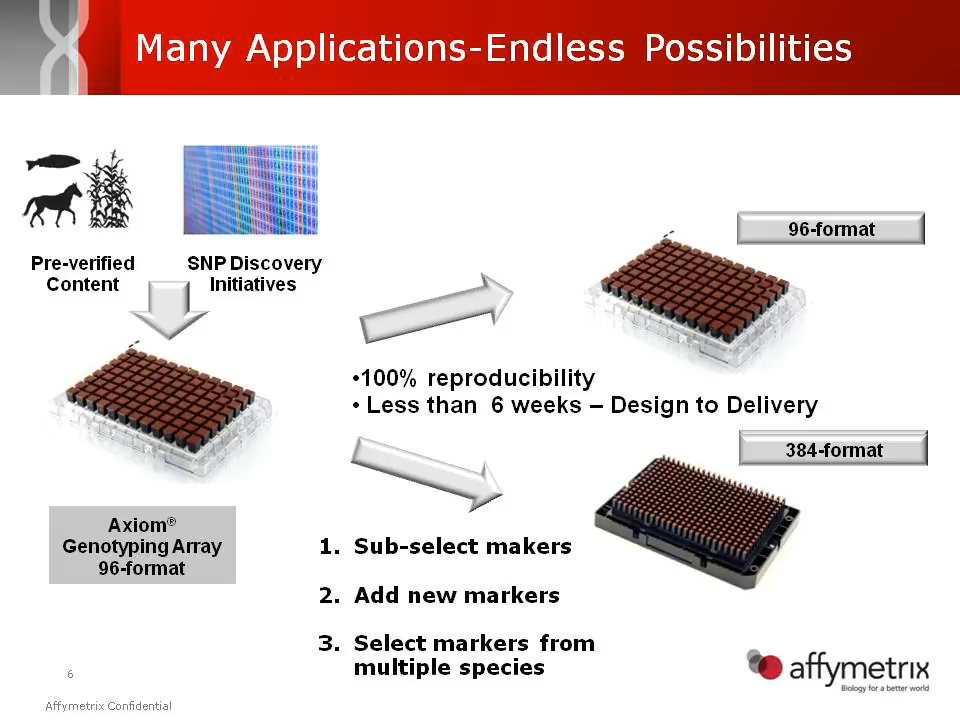 Many Applications-Endless Possibilities
Pre-verified
Content
SNP Discovery
Initiatives
96-format
•100% reproducibility
• Less than 6 weeks – Design to Delivery
384-format
Axiom®
Genotyping Array
96-format
1. Sub-select makers
2. Add new markers
3. Select markers from
multiple species
6
Affymetrix Confidential
affymetrix
Biology for a better world